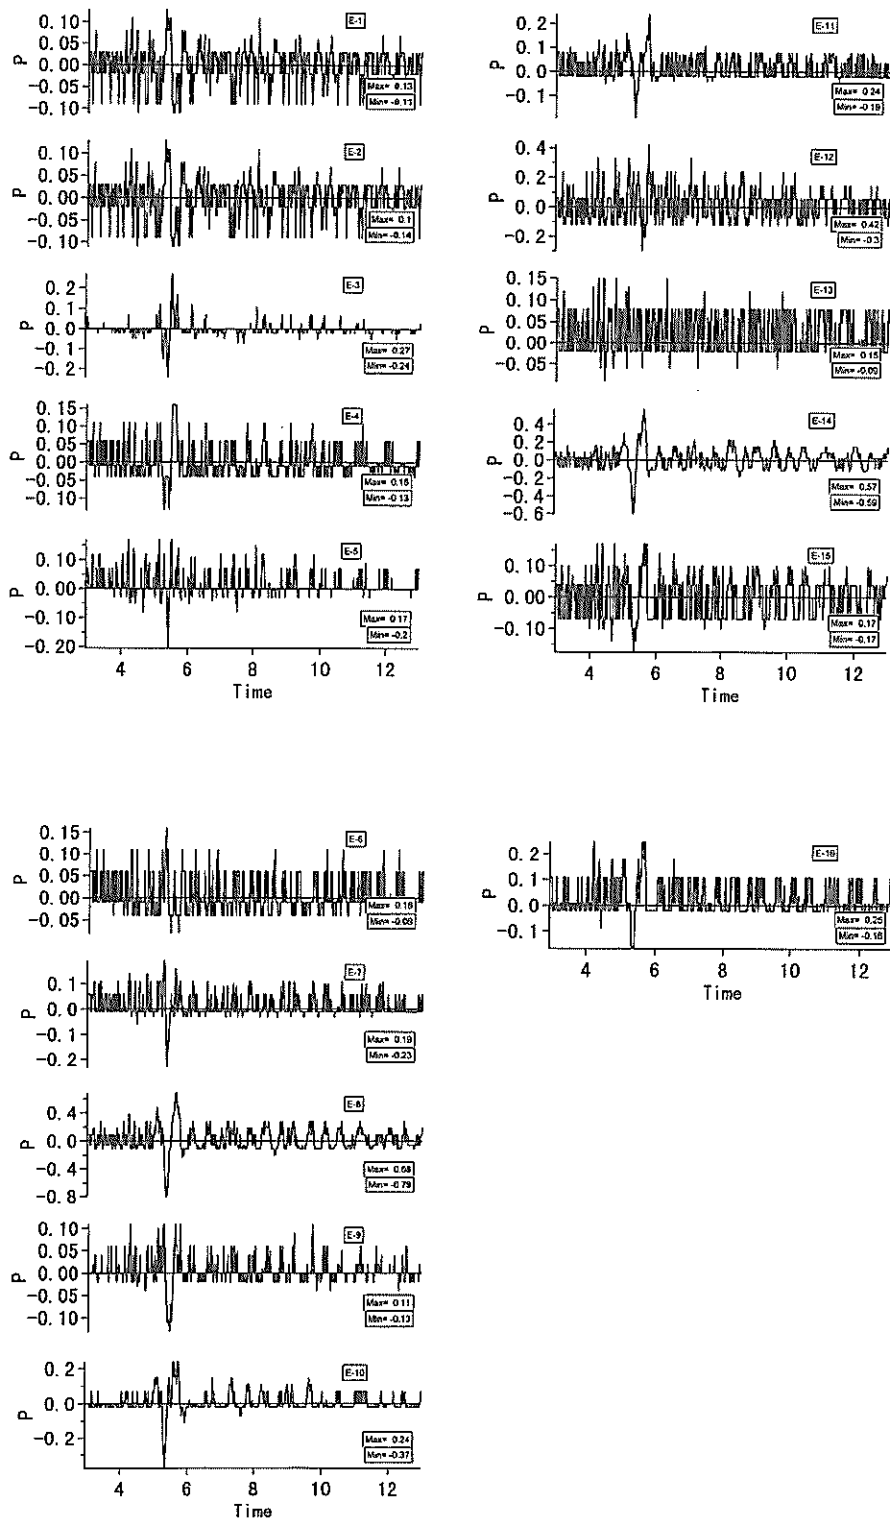 E-1
0.10
0.05
0.00
-0.05
-0.10
P
Max= 0.13
Min= -0.11
E-2
0.10
0.05
0.00
-0.05
-0.10
P
Max= 0.1
Min= -0.14
E-3
0.2
0.1
0.0
-0.1
-0.2
P
Max= 0.27
Min= -0.24
E-4
0.15
0.10
0.05
0.00
-0.05
-0.10
P
Max= 0.16
Min= -0.13
E-5
0.10
0.00
-0.10
-0.20
P
Max= 0.17
Min= -0.2
4 6 8 10 12
Time
E-11
0.2
0.1
0.0
-0.1
P
Max= 0.24
Min= -0.19
E-12
0.4
0.2
0.0
-0.2
P
Max= 0.42
Min= -0.3
E-13
0.15
0.10
0.05
0.00
-0.05
P
Max= 0.15
Min= -0.09
E-14
0.4
0.2
0.0
-0.2
-0.4
-0.6
P
Max= 0.57
Min= -0.59
E-15
0.10
0.00
-0.10
P
Max= 0.17
Min= -0.17
4 6 8 10 12
Time
E-6
0.15
0.10
0.05
0.00
-0.05
P
Max= 0.16
Min= -0.08
E-7
0.1
0.0
-0.1
-0.2
P
Max= 0.19
Min= -0.23
E-8
0.4
0.0
-0.4
-0.8
P
Max= 0.68
Min= -0.79
E-9
0.10
0.05
0.00
-0.05
-0.10
P
Max= 0.11
Min= -0.13
E-10
0.2
0.0
-0.2
P
Max= 0.24
Min= -0.37
4 6 8 10 12
Time
E-16
0.2
0.1
0.0
-0.1
P
Max= 0.25
Min= -0.16
4 6 8 10 12
Time